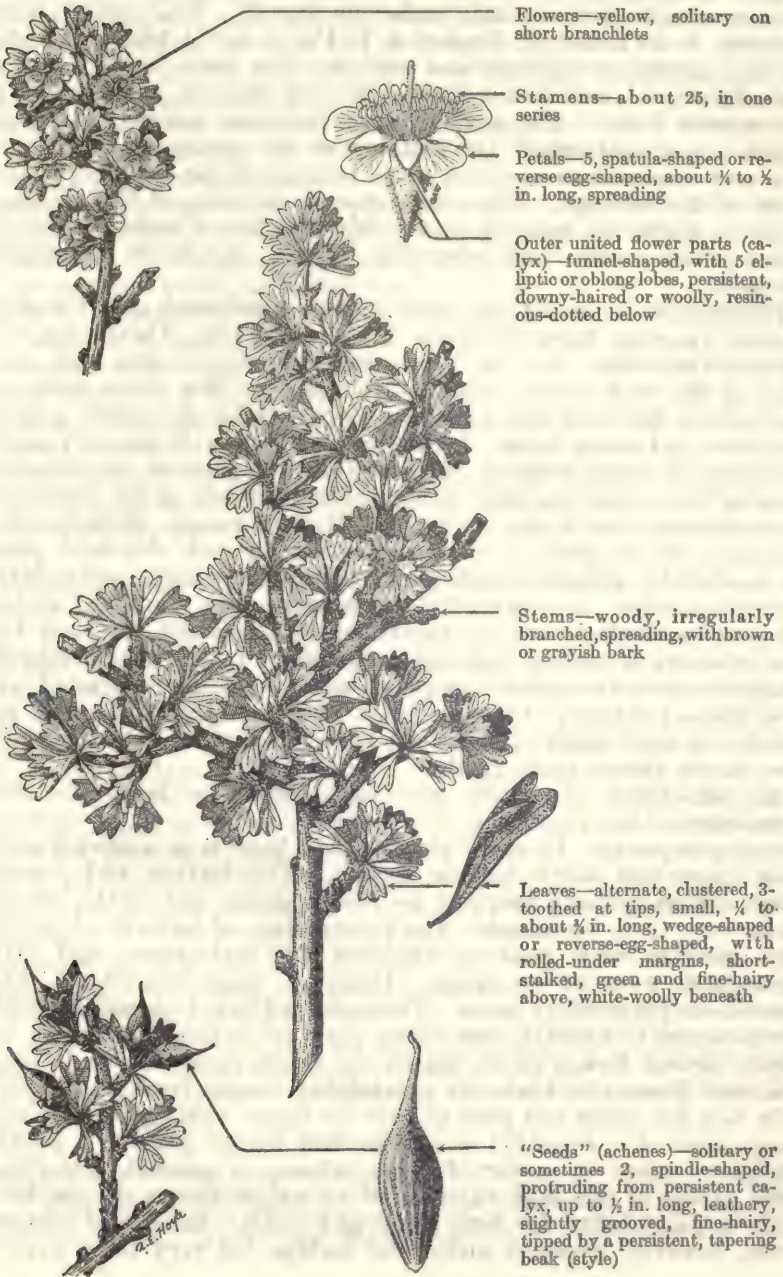 Flowers—yellow, solitary on
short branchlets
Stamens—about 25, in one
series
Petals—5, spatula-shaped or re-
verse egg-shaped, about ¼ to ½
in. long, spreading
Outer united flower parts (ca-
lyx)—funnel-shaped, with 5 el-
liptic or oblong lobes, persistent,
downy-haired or woolly, resin-
ous-dotted below
Stems—woody, irregularly
branched, spreading, with brown
or grayish bark
Leaves—alternate, clustered, 3-
toothed at tips, small, ¼ to
about ¾ in. long, wedge-shaped
or reverse-egg-shaped, with
rolled-under margins, short-
stalked, green and fine-hairy
above, white-woolly beneath
"Seeds" (achenes)—solitary or
sometimes 2, spindle-shaped,
protruding from persistent ca-
lyx, up to ½ in. long, leathery,
slightly grooved, fine-hairy,
tipped by a persistent, tapering
beak (style)